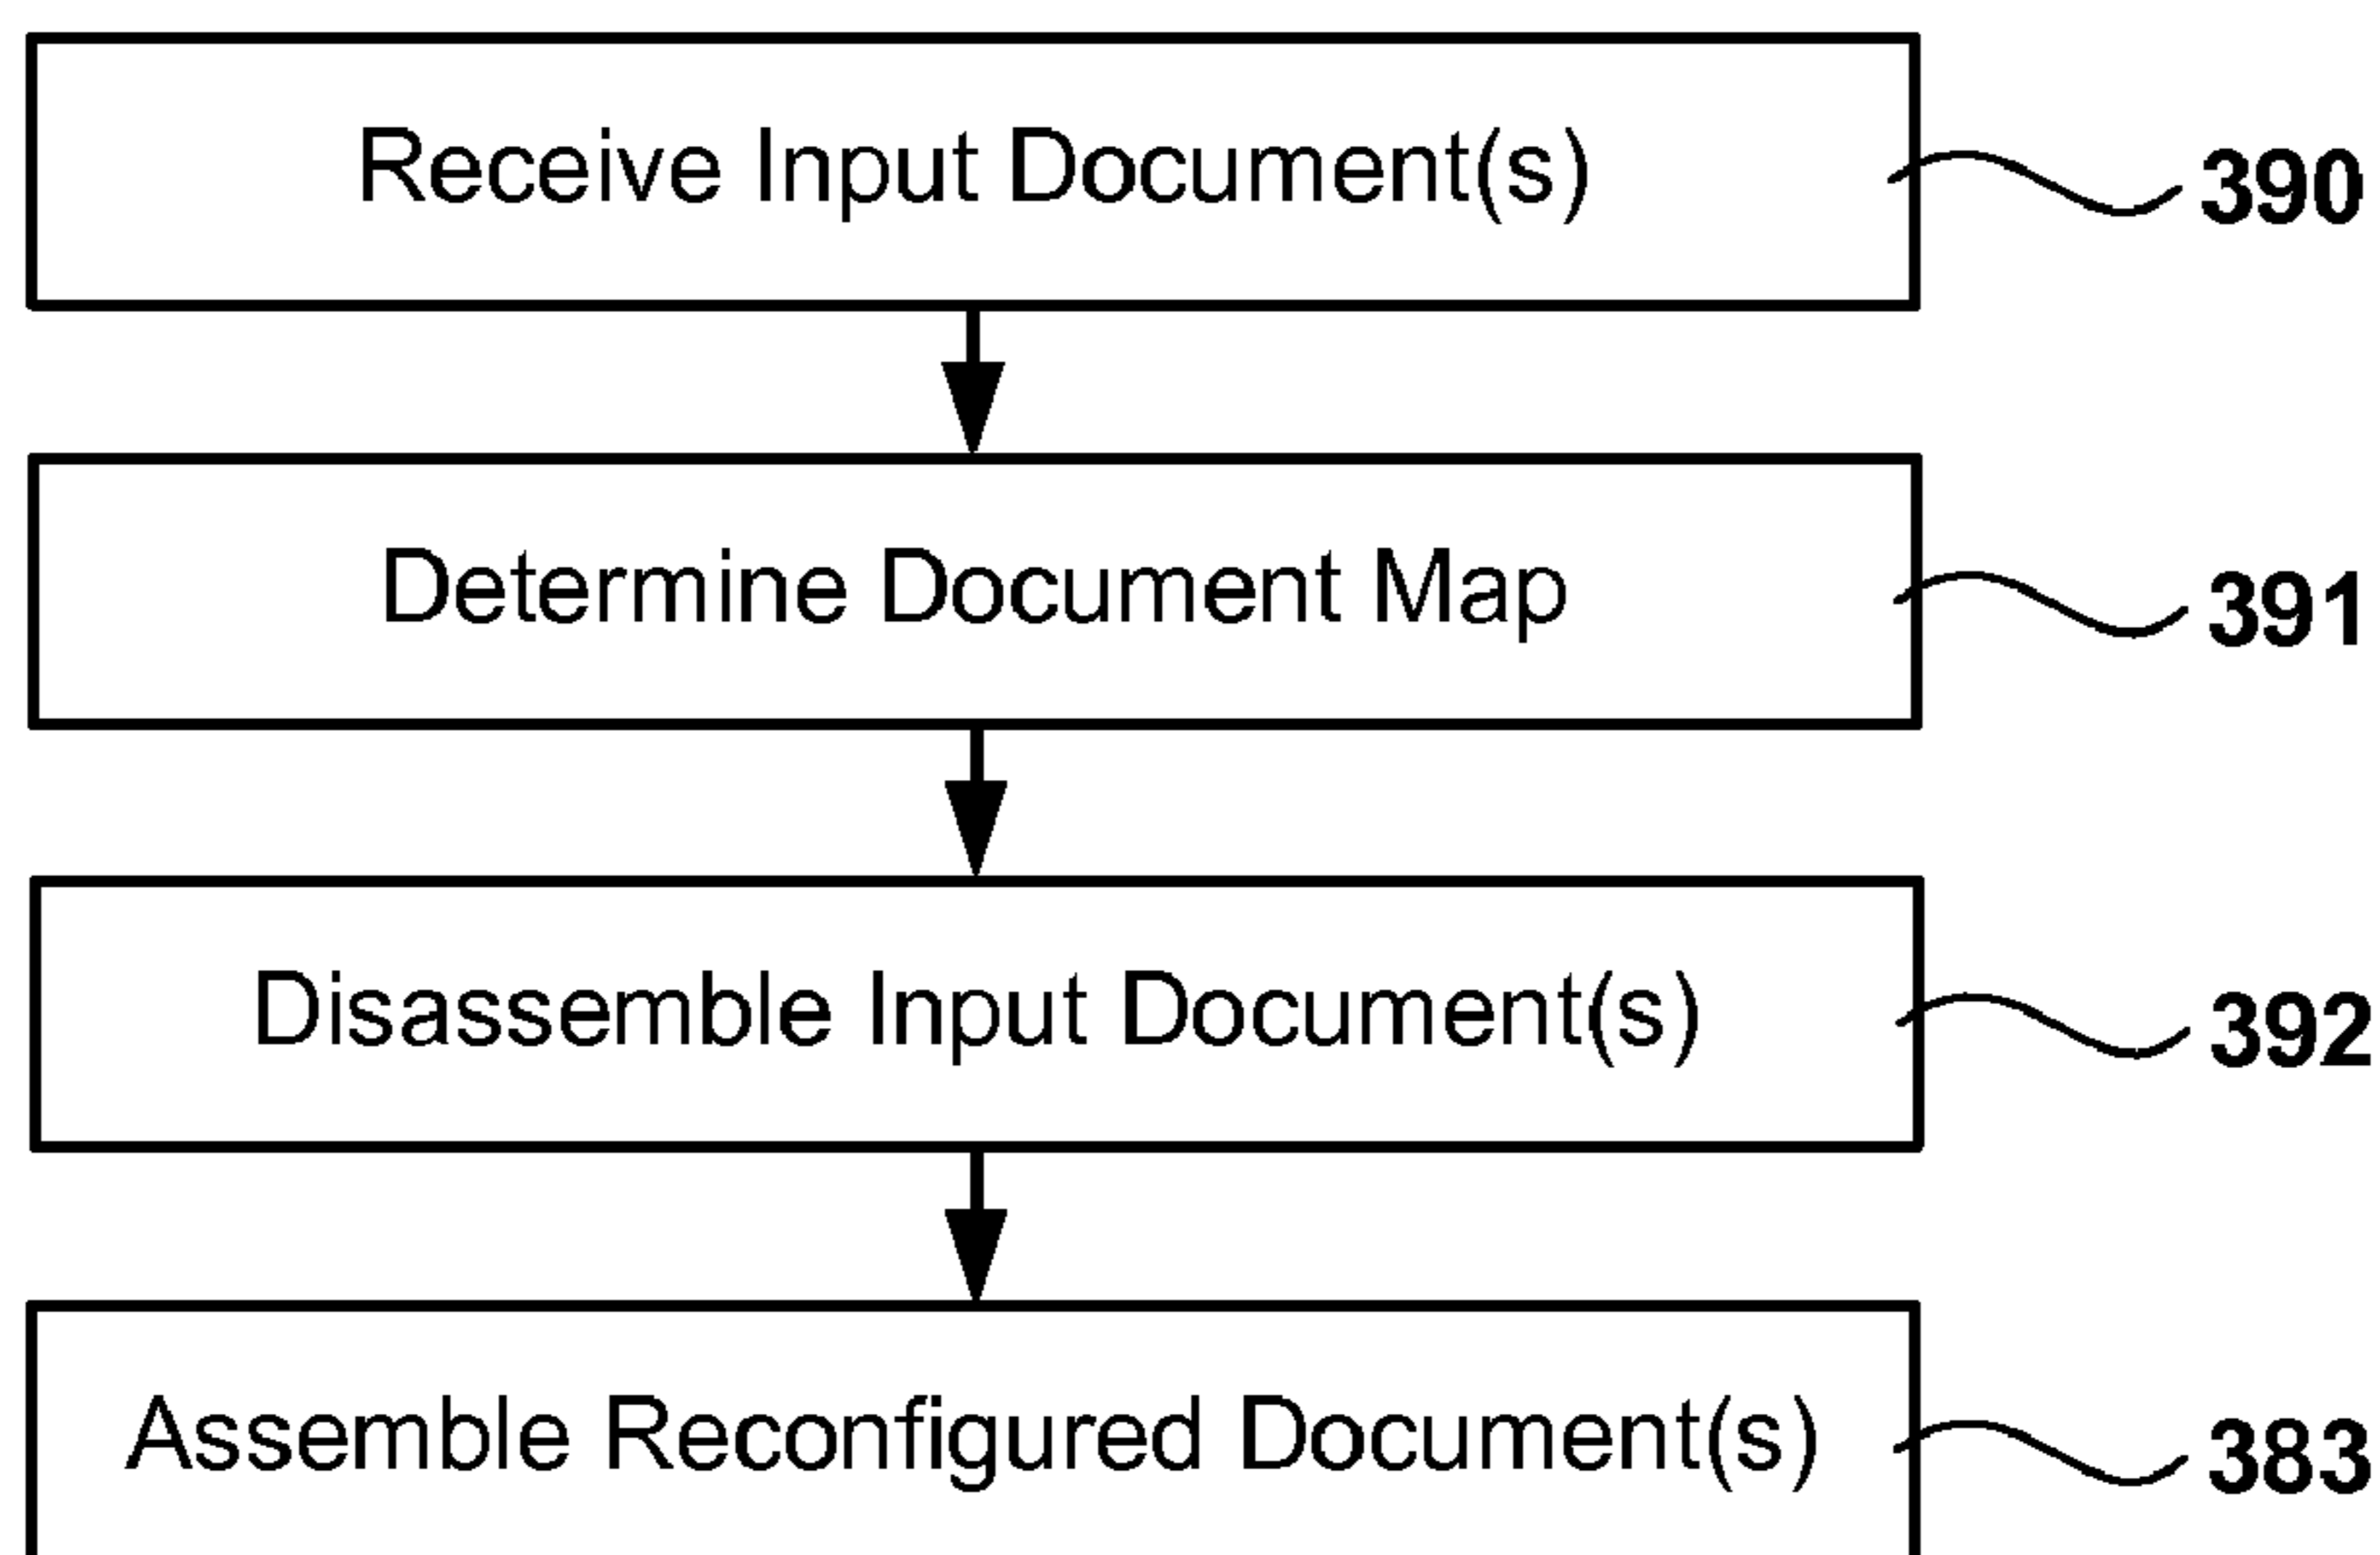 Receive Input Document(s)
390
Determine Document Map
391
Disassemble Input Document(s)
392
Assemble Reconfigured Document(s)
383